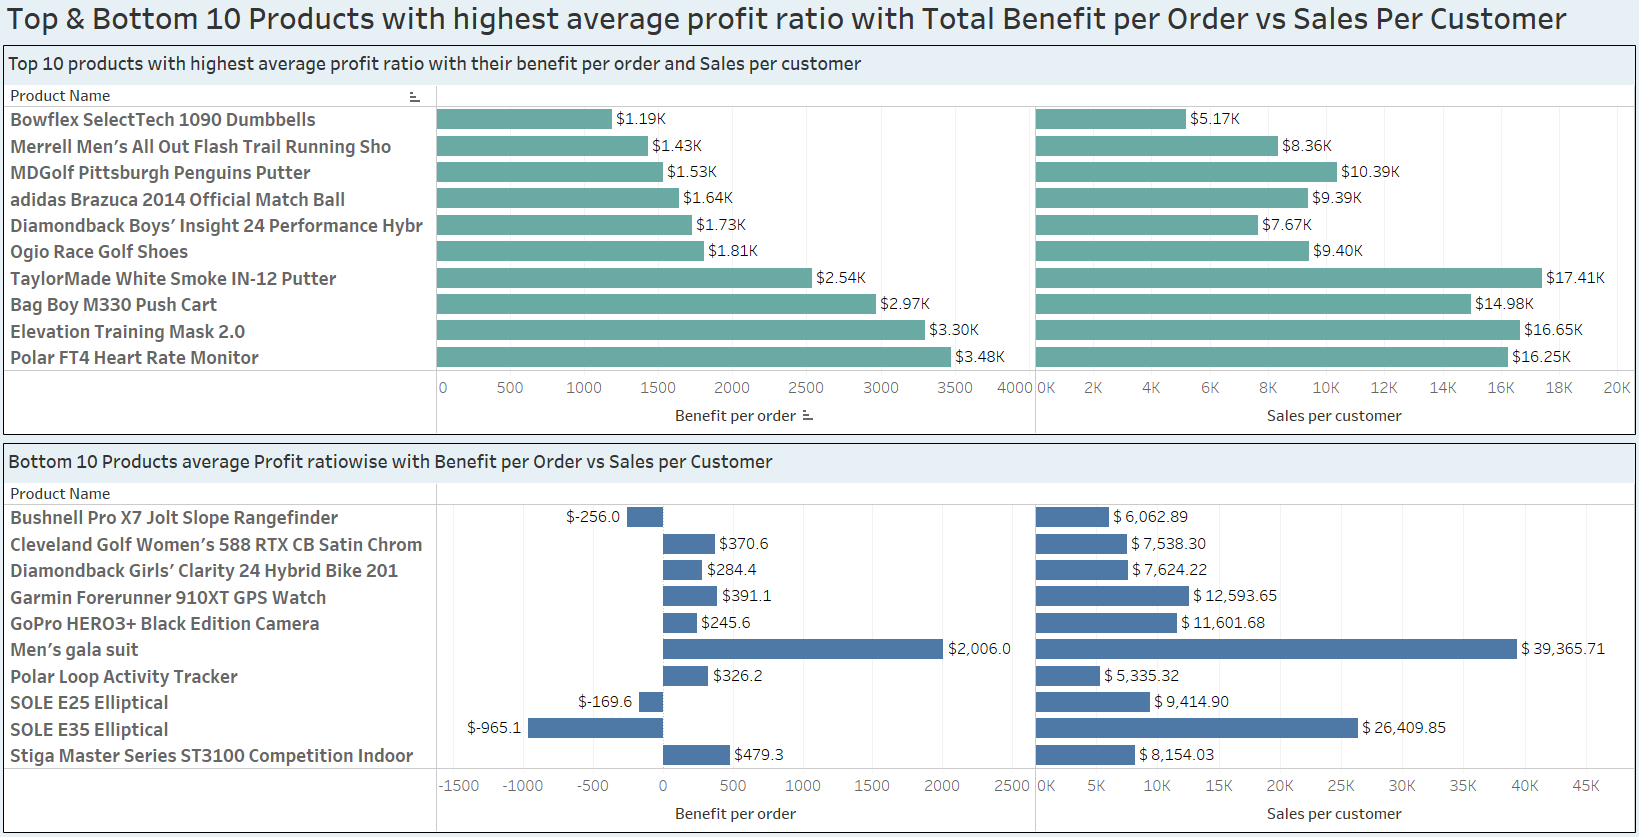 Top & Bottom 10 Products with highest average profit ratio with Total Benefit per Order vs Sales Per Customer
Top 10 products with highest average profit ratio with their benefit per order and Sales per customer
Product Name
Bowflex SelectTech 1090 Dumbbells $1.19K $5.17K
Merrell Men's All Out Flash Trail Running Sho $1.43K $8.36K
MDGolf Pittsburgh Penguins Putter $1.53K $10.39K
adidas Brazuca 2014 Official Match Ball $1.64K $9.39K
Diamondback Boys' Insight 24 Performance Hybr $1.73K $7.67K
Ogio Race Golf Shoes $1.81K $9.40K
TaylorMade White Smoke IN-12 Putter $2.54K $17.41K
Bag Boy M330 Push Cart $2.97K $14.98K
Elevation Training Mask 2.0 $3.30K $16.65K
Polar FT4 Heart Rate Monitor $3.48K $16.25K
0 500 1000 1500 2000 2500 3000 3500 4000 0K 2K 4K 6K 8K 10K 12K 14K 16K 18K 20K
Benefit per order Sales per customer
Bottom 10 Products average Profit ratiowise with Benefit per Order vs Sales per Customer
Product Name
Bushnell Pro X7 Jolt Slope Rangefinder $-256.0 $ 6,062.89
Cleveland Golf Women's 588 RTX CB Satin Chrom $370.6 $ 7,538.30
Diamondback Girls' Clarity 24 Hybrid Bike 201 $284.4 $ 7,624.22
Garmin Forerunner 910XT GPS Watch $391.1 $ 12,593.65
GoPro HERO3+ Black Edition Camera $245.6 $ 11,601.68
Men's gala suit $2,006.0 $ 39,365.71
Polar Loop Activity Tracker $326.2 $ 5,335.32
SOLE E25 Elliptical $-169.6 $ 9,414.90
SOLE E35 Elliptical $-965.1 $ 26,409.85
Stiga Master Series ST3100 Competition Indoor $479.3 $ 8,154.03
-1500 -1000 -500 0 500 1000 1500 2000 2500 0K 5K 10K 15K 20K 25K 30K 35K 40K 45K
Benefit per order Sales per customer